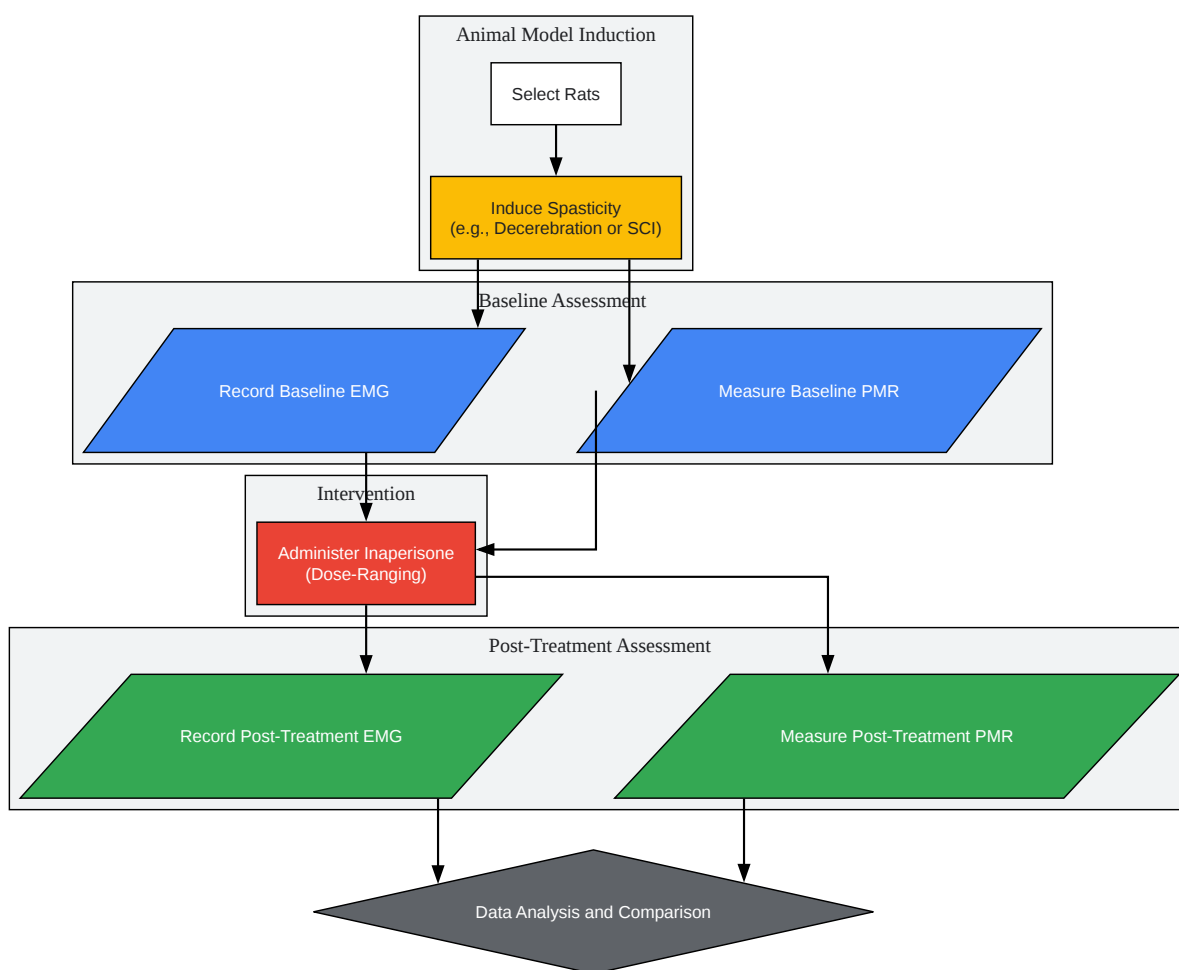 Animal Model Induction
Select Rats
Induce Spasticity
(e.g., Decerebration or SCI)
Baseline Assessment
Record Baseline EMG
Measure Baseline PMR
Intervention
Administer Inaperisone
(Dose-Ranging)
Post-Treatment Assessment
Record Post-Treatment EMG
Measure Post-Treatment PMR
Data Analysis and Comparison